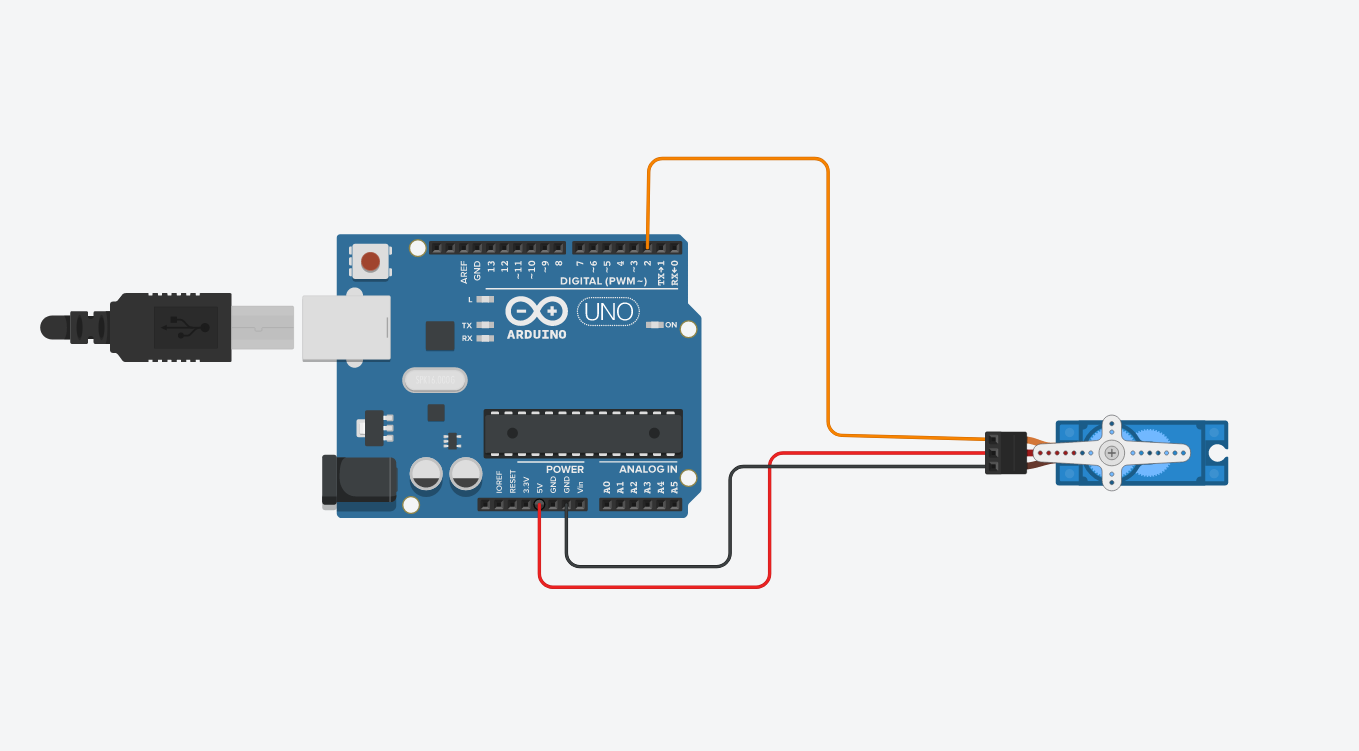 AREF
GND
13
12
~11
~10
~9
8
7
~6
~5
4
~3
2
TX→1
RX←0
DIGITAL (PWM~)
L
TX
RX
ARDUINO
UNO
ON
POWER
ANALOG IN
IOREF
RESET
3.3V
5V
GND
GND
Vin
A0
A1
A2
A3
A4
A5